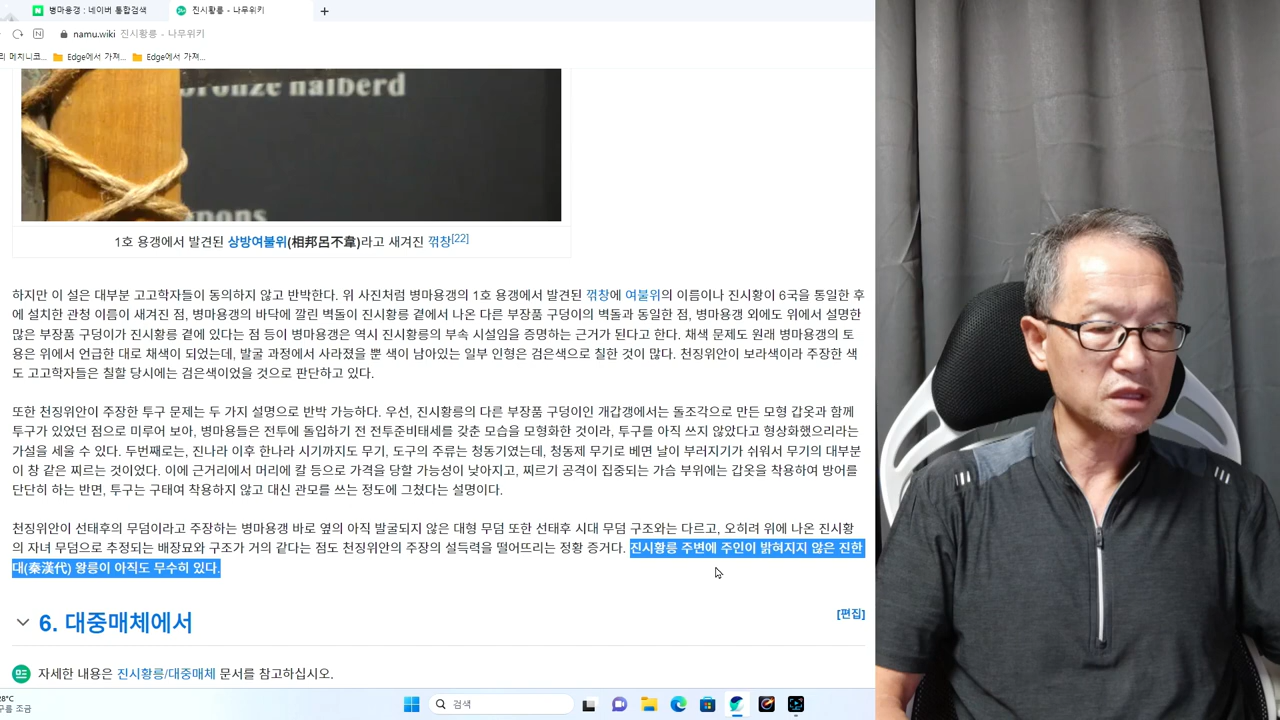 병마용갱 : 네이버 통합검색
진시황릉 - 나무위키
namu.wiki 진시황릉 - 나무위키
리 메치니코... Edge에서 가져... Edge에서 가져...
bronze halberd
1호 용갱에서 발견된 상방여불위(相邦呂不韋)라고 새겨진 꺾창[22]
하지만 이 설은 대부분 고고학자들이 동의하지 않고 반박한다. 위 사진처럼 병마용갱의 1호 용갱에서 발견된 꺾창에 여불위의 이름이나 진시황이 6국을 통일한 후
에 설치한 관청 이름이 새겨진 점, 병마용갱의 바닥에 깔린 벽돌이 진시황릉 곁에서 나온 다른 부장품 구덩이의 벽돌과 동일한 점, 병마용갱 외에도 위에서 설명한
많은 부장품 구덩이가 진시황릉 곁에 있다는 점 등이 병마용갱은 역시 진시황릉의 부속 시설임을 증명하는 근거가 된다고 한다. 채색 문제도 원래 병마용갱의 토
용은 위에서 언급한 대로 채색이 되었는데, 발굴 과정에서 사라졌을 뿐 색이 남아있는 일부 인형은 검은색으로 칠한 것이 많다. 천징위안이 보라색이라 주장한 색
도 고고학자들은 칠할 당시에는 검은색이었을 것으로 판단하고 있다.
또한 천징위안이 주장한 투구 문제는 두 가지 설명으로 반박 가능하다. 우선, 진시황릉의 다른 부장품 구덩이인 개갑갱에서는 돌조각으로 만든 모형 갑옷과 함께
투구가 있었던 점으로 미루어 보아, 병마용들은 전투에 돌입하기 전 전투준비태세를 갖춘 모습을 모형화한 것이라, 투구를 아직 쓰지 않았다고 형상화했으리라는
가설을 세울 수 있다. 두번째로는, 진나라 이후 한나라 시기까지도 무기, 도구의 주류는 청동기였는데, 청동제 무기로 베면 날이 부러지기가 쉬워서 무기의 대부분
이 창 같은 찌르는 것이었다. 이에 근거리에서 머리에 칼 등으로 가격을 당할 가능성이 낮아지고, 찌르기 공격이 집중되는 가슴 부위에는 갑옷을 착용하여 방어를
단단히 하는 반면, 투구는 구태여 착용하지 않고 대신 관모를 쓰는 정도에 그쳤다는 설명이다.
천징위안이 선태후의 무덤이라고 주장하는 병마용갱 바로 옆의 아직 발굴되지 않은 대형 무덤 또한 선태후 시대 무덤 구조와는 다르고, 오히려 위에 나온 진시황
의 자녀 무덤으로 추정되는 배장묘와 구조가 거의 같다는 점도 천징위안의 주장의 설득력을 떨어뜨리는 정황 증거다. 진시황릉 주변에 주인이 밝혀지지 않은 진한
대(秦漢代) 왕릉이 아직도 무수히 있다.
6. 대중매체에서
[편집]
자세한 내용은 진시황릉/대중매체 문서를 참고하십시오.
28°C
구름 조금
검색